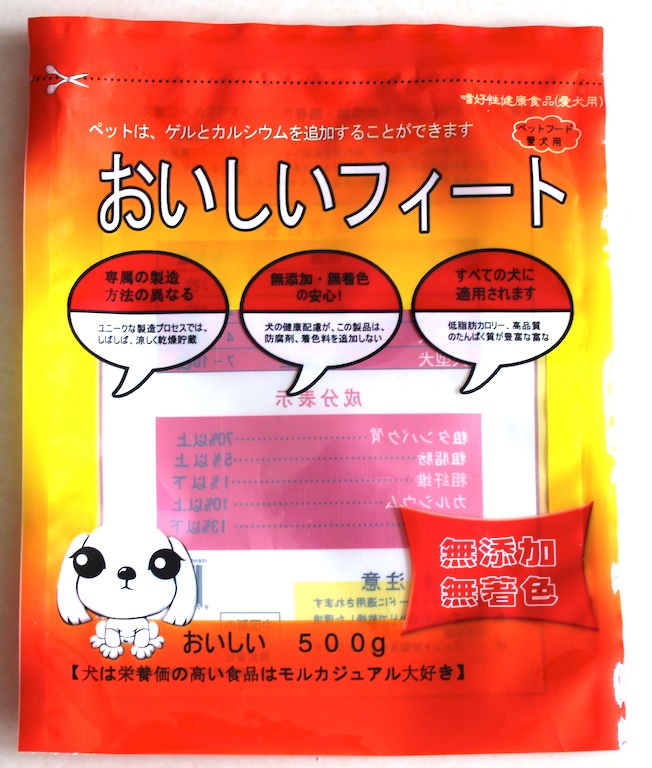 嗜好性健康食品(愛犬用)
ペットは、ゲルとカルシウムを追加することができます
ペットフード
愛犬用
おいしいフィート
専属の製造
方法の異なる
ユニークな製造プロセスでは、
しばしば、涼しく乾燥貯蔵
無添加・無着色
の安心!
犬の健康配慮が、この製品は、
防腐剤、着色料を追加しない
すべての犬に
適用されます
低脂肪カロリー、高品質
のたんぱく質が豊富な富な
成分表示
粗タンパク質 70%以上
粗脂肪 5%以上
粗纤維 1%以下
カルシウム 10%以上
13%以下
注意
無添加
無著色
おいしい 500g
【犬は栄養価の高い食品はモルカジュアル大好き】